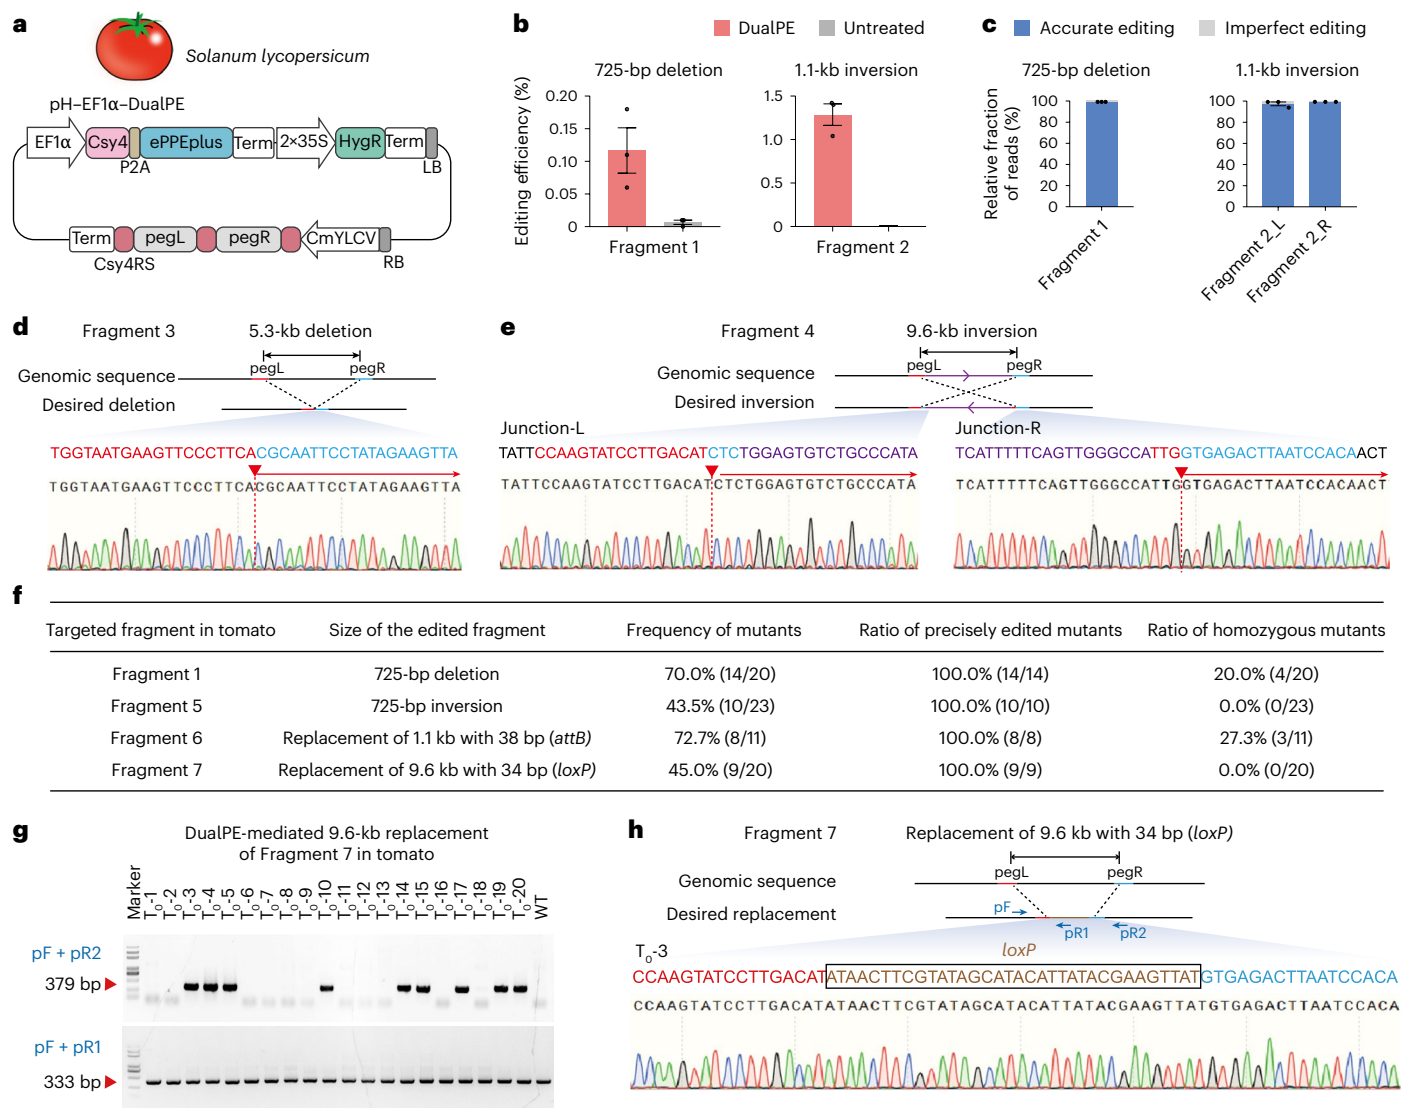 a
Solanum lycopersicum
pH–EF1α–DualPE
EF1α Csy4 ePPEplus Term 2×35S HygR Term
P2A LB
Term pegL pegR CmYLCV
Csy4RS RB
b
DualPE Untreated
725-bp deletion 1.1-kb inversion
Editing efficiency (%)
0.20
0.15
0.10
0.05
0
Fragment 1
1.5
1.0
0.5
0
Fragment 2
c
Accurate editing Imperfect editing
725-bp deletion 1.1-kb inversion
Relative fraction
of reads (%)
100
80
60
40
20
0
Fragment 1
100
80
60
40
20
0
Fragment 2_L
Fragment 2_R
d
Fragment 3 5.3-kb deletion
pegL pegR
Genomic sequence
Desired deletion
TGGTAATGAAGTTCCCTTCACGCAATTCCTATAGAAGTTA
TGGTAATGAAGTTCCCTTCACGCAATTCCTATAGAAGTTA
e
Fragment 4 9.6-kb inversion
pegL pegR
Genomic sequence
Desired inversion
Junction-L
TATTCCAAGTATCCTTGACATCTCTGGAGTGTCTGCCCATA
TATTCCAAGTATCCTTGACATCTCTGGAGTGTCTGCCCATA
Junction-R
TCATTTTTCAGTTGGGCCATTGGTGAGACTTAATCCACAACT
TCATTTTTCAGTTGGGCCATTGGTGAGACTTAATCCACAACT
f
Targeted fragment in tomato Size of the edited fragment Frequency of mutants Ratio of precisely edited mutants Ratio of homozygous mutants
Fragment 1 725-bp deletion 70.0% (14/20) 100.0% (14/14) 20.0% (4/20)
Fragment 5 725-bp inversion 43.5% (10/23) 100.0% (10/10) 0.0% (0/23)
Fragment 6 Replacement of 1.1 kb with 38 bp (attB) 72.7% (8/11) 100.0% (8/8) 27.3% (3/11)
Fragment 7 Replacement of 9.6 kb with 34 bp (loxP) 45.0% (9/20) 100.0% (9/9) 0.0% (0/20)
g
DualPE-mediated 9.6-kb replacement
of Fragment 7 in tomato
Marker T0-1 T0-2 T0-3 T0-4 T0-5 T0-6 T0-7 T0-8 T0-9 T0-10 T0-11 T0-12 T0-13 T0-14 T0-15 T0-16 T0-17 T0-18 T0-19 T0-20 WT
pF + pR2
379 bp
pF + pR1
333 bp
h
Fragment 7 Replacement of 9.6 kb with 34 bp (loxP)
pegL pegR
Genomic sequence
Desired replacement
pF
pR1 pR2
T0-3
loxP
CCAAGTATCCTTGACATATAACTTCGTATAGCATACATTATACGAAGTTATGTGAGACTTAATCCACA
CCAAGTATCCTTGACATATAACTTCGTATAGCATACATTATACGAAGTTATGTGAGACTTAATCCACA